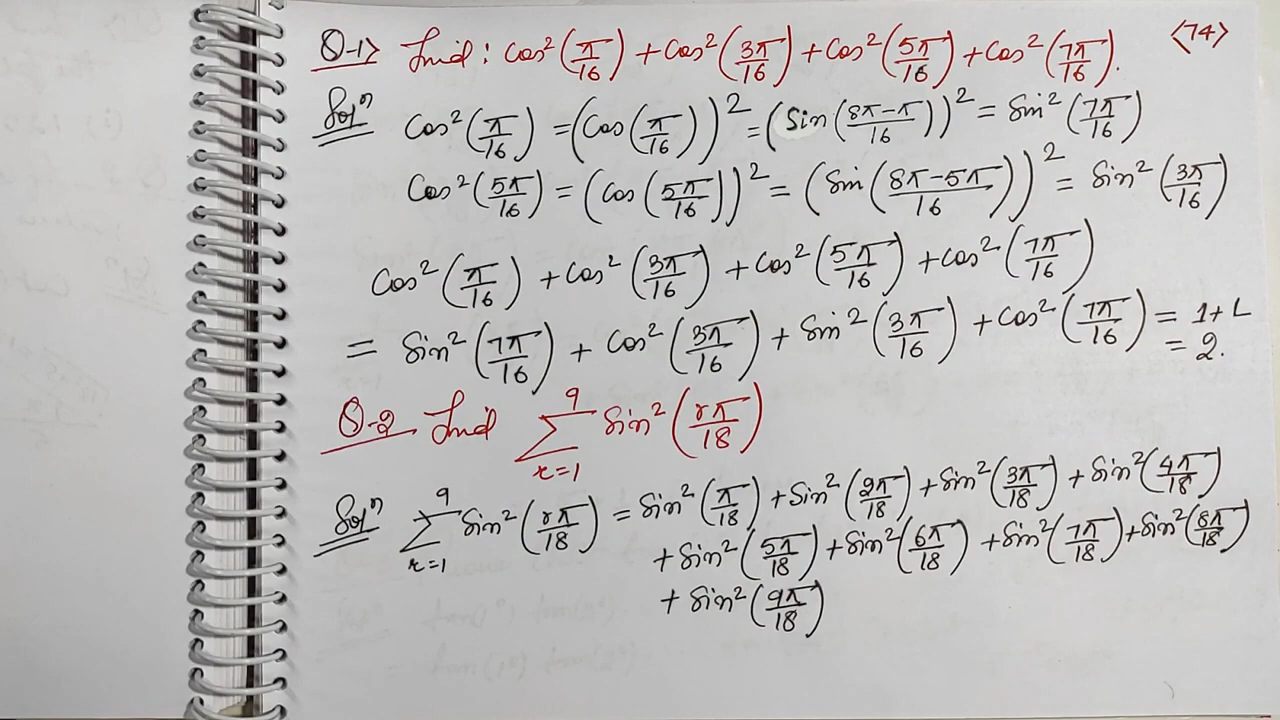 Q-1> Find : Cos²(π/16) + Cos²(3π/16) + Cos²(5π/16) + Cos²(7π/16). <74>
Solⁿ Cos²(π/16) = (Cos(π/16))² = (Sin(8π-π/16))² = Sin²(7π/16)
Cos²(5π/16) = (Cos(5π/16))² = (Sin(8π-5π/16))² = Sin²(3π/16)
Cos²(π/16) + Cos²(3π/16) + Cos²(5π/16) + Cos²(7π/16)
= Sin²(7π/16) + Cos²(3π/16) + Sin²(3π/16) + Cos²(7π/16) = 1+1
= 2.
Q-2 Find ∑_{r=1}^{9} Sin²(rπ/18)
Solⁿ ∑_{r=1}^{9} Sin²(rπ/18) = Sin²(π/18) + Sin²(2π/18) + Sin²(3π/18) + Sin²(4π/18)
+ Sin²(5π/18) + Sin²(6π/18) + Sin²(7π/18) + Sin²(8π/18)
+ Sin²(9π/18)